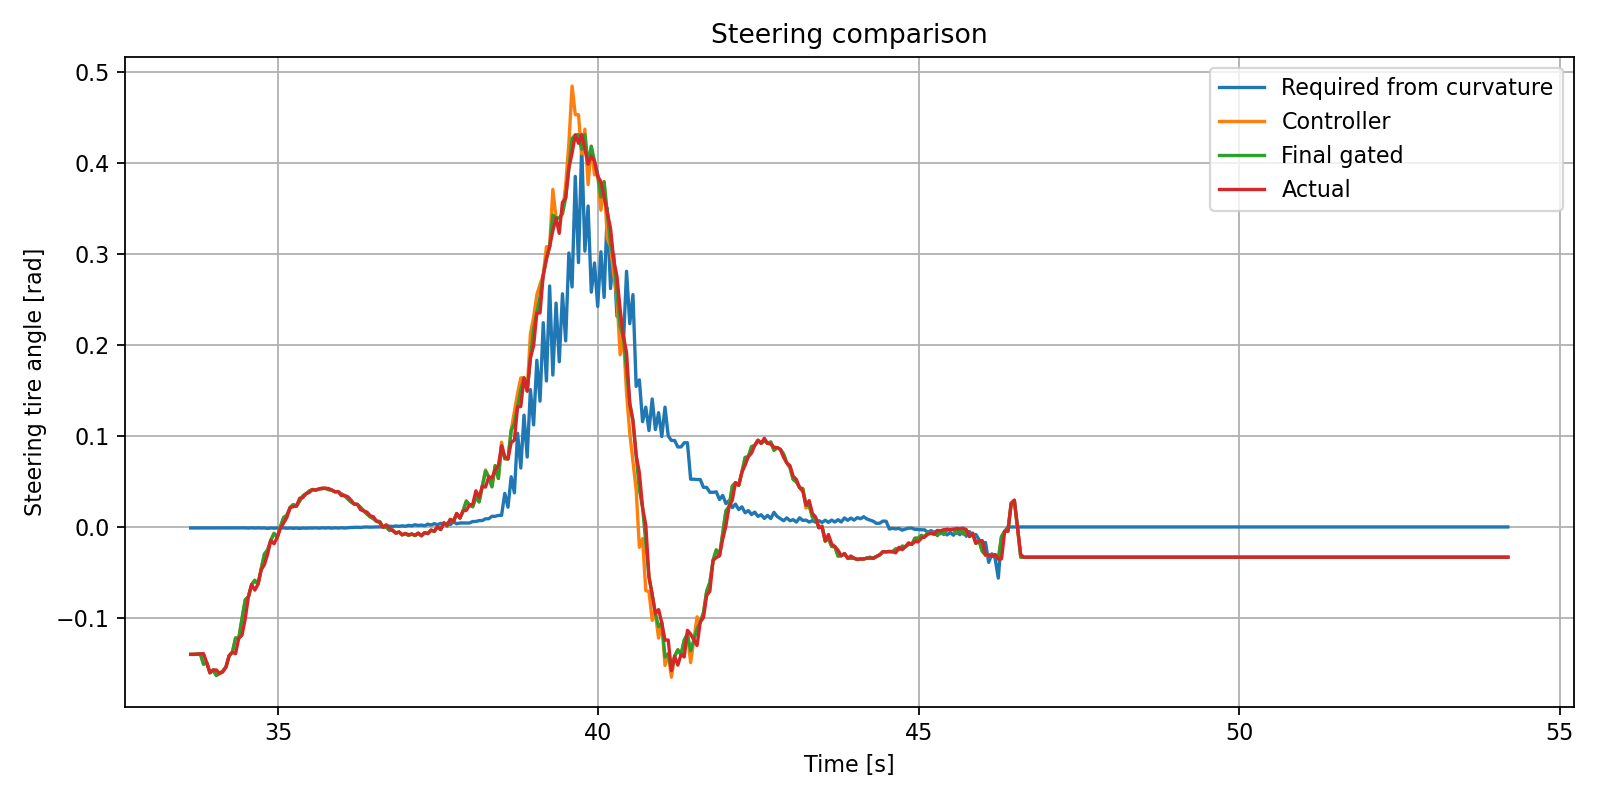 Steering comparison
Required from curvature
Controller
Final gated
Actual
Steering tire angle [rad]
0.5
0.4
0.3
0.2
0.1
0.0
−0.1
35
40
45
50
55
Time [s]